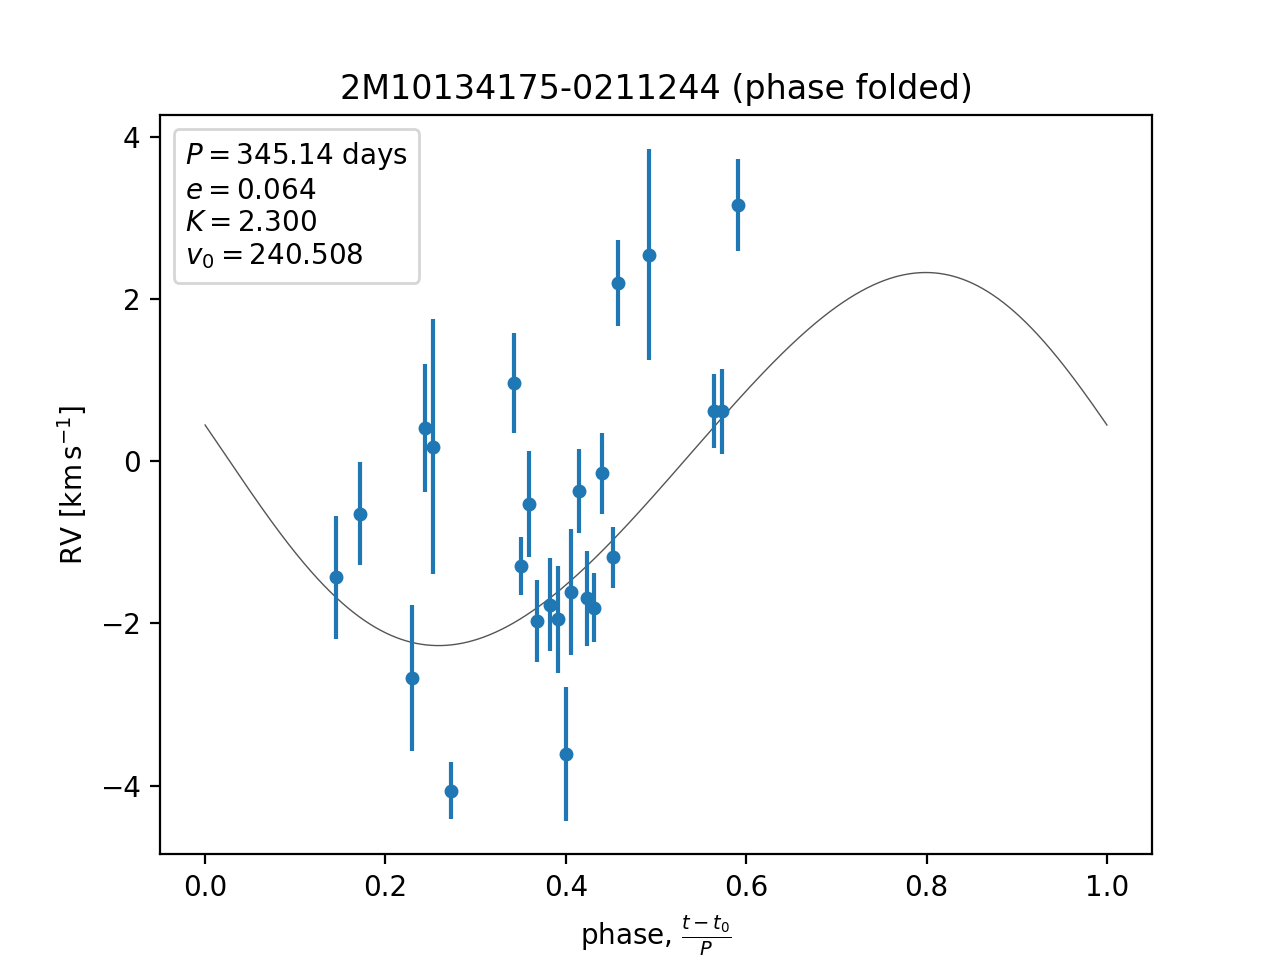 2M10134175-0211244 (phase folded)
P = 345.14 days
e = 0.064
K = 2.300
v₀ = 240.508
4
2
0
−2
−4
RV [km s⁻¹]
0.0 0.2 0.4 0.6 0.8 1.0
phase, (t − t₀)/P